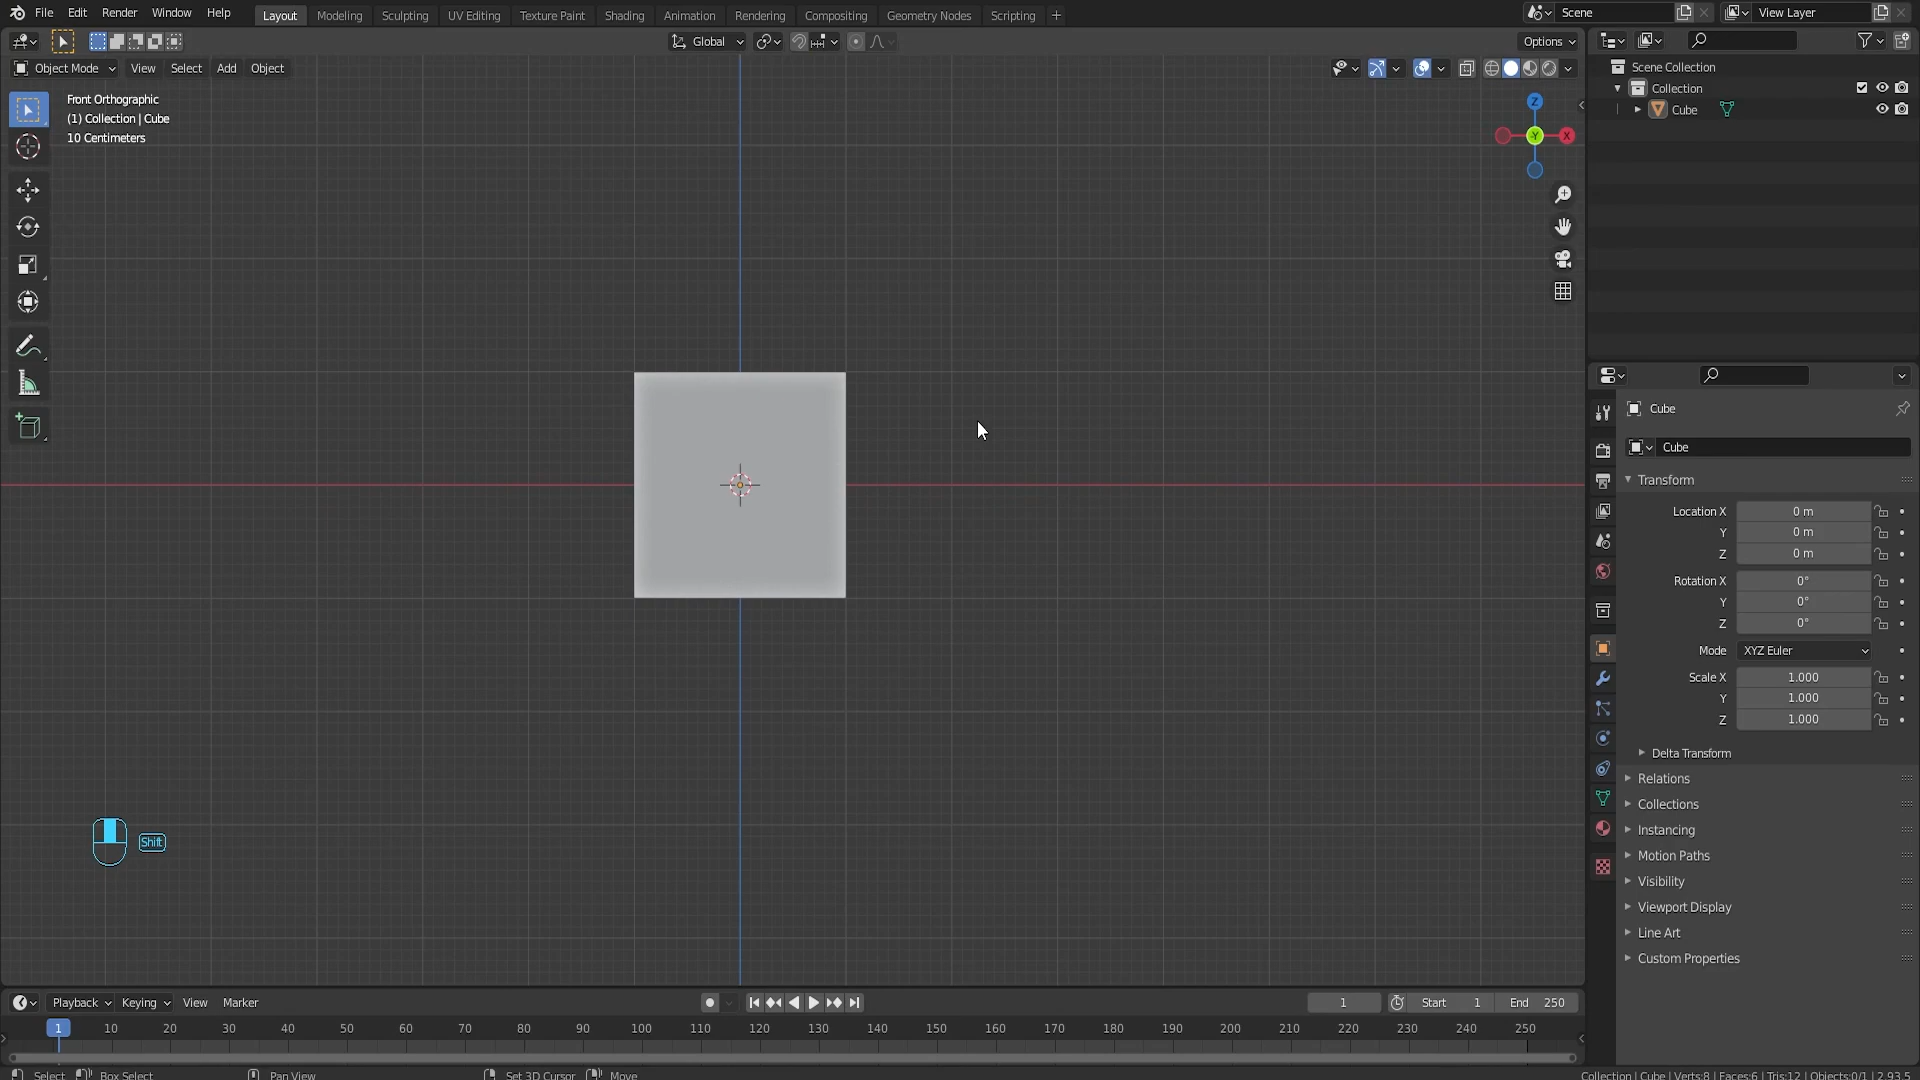 File Edit Render Window Help Layout Modeling Sculpting UV Editing Texture Paint Shading Animation Rendering Compositing Geometry Nodes Scripting + Scene View Layer
Global Options
Object Mode View Select Add Object
Front Orthographic
(1) Collection | Cube
10 Centimeters
Z
Y
X
Scene Collection
Collection
Cube
Cube
Cube
Transform
Location X 0 m
Y 0 m
Z 0 m
Rotation X 0°
Y 0°
Z 0°
Mode XYZ Euler
Scale X 1.000
Y 1.000
Z 1.000
Delta Transform
Relations
Collections
Instancing
Motion Paths
Visibility
Viewport Display
Line Art
Custom Properties
Shift
Playback Keying View Marker 1 Start 1 End 250
1 10 20 30 40 50 60 70 80 90 100 110 120 130 140 150 160 170 180 190 200 210 220 230 240 250
Select Box Select Pan View Set 3D Cursor Move Collection | Cube | Verts:8 | Faces:6 | Tris:12 | Objects:0/1 | 2.93.5